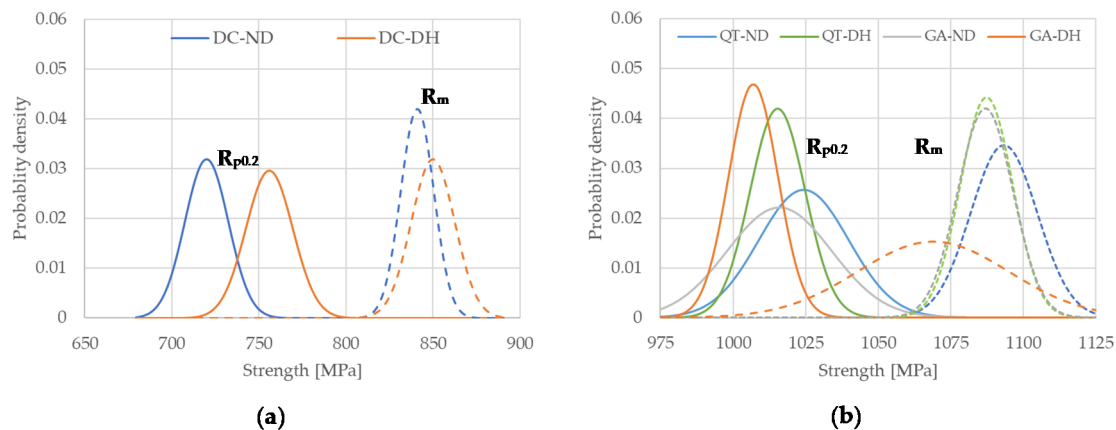 0.06
0.05
0.04
0.03
0.02
0.01
0
650 700 750 800 850 900
Probablity density
Strength [MPa]
DC-ND DC-DH
Rp0.2
Rm
(a)
0.06
0.05
0.04
0.03
0.02
0.01
0
975 1000 1025 1050 1075 1100 1125
Probablity density
Strength [MPa]
QT-ND QT-DH GA-ND GA-DH
Rp0.2
Rm
(b)